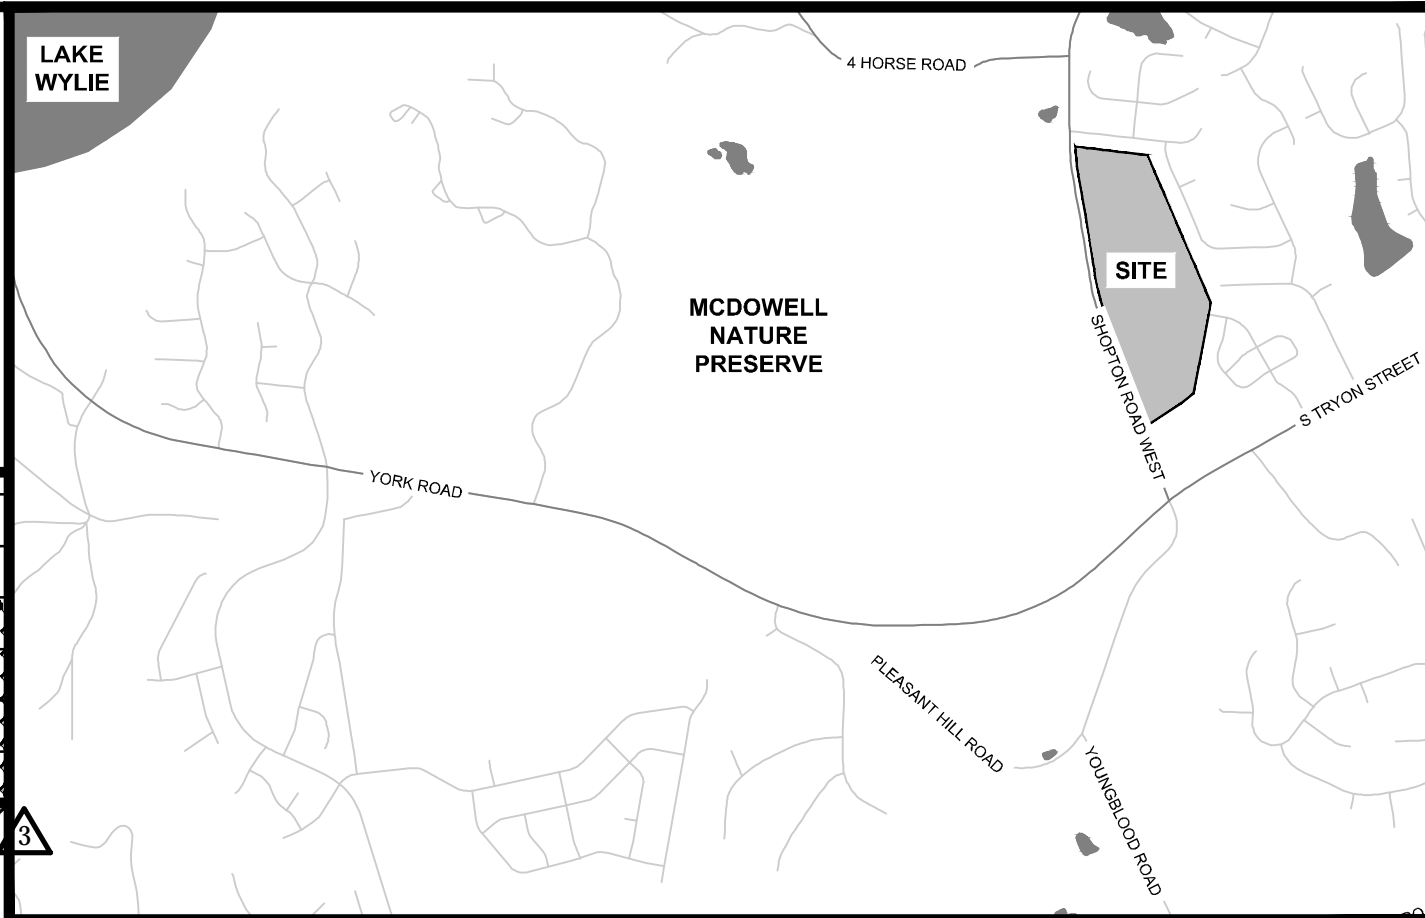 LAKE
WYLIE
4 HORSE ROAD
SITE
MCDOWELL
NATURE
PRESERVE
SHOPTON ROAD WEST
S TRYON STREET
YORK ROAD
PLEASANT HILL ROAD
YOUNGBLOOD ROAD
3